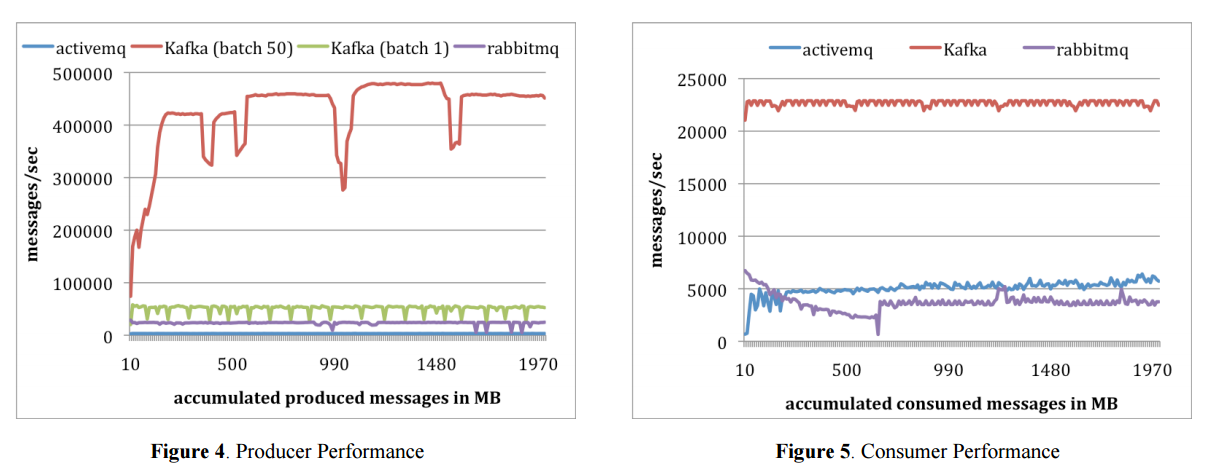 activemq Kafka (batch 50) Kafka (batch 1) rabbitmq
500000
400000
300000
200000
100000
0
messages/sec
10 500 990 1480 1970
accumulated produced messages in MB
Figure 4. Producer Performance
activemq Kafka rabbitmq
25000
20000
15000
10000
5000
0
messages/sec
10 500 990 1480 1970
accumulated consumed messages in MB
Figure 5. Consumer Performance